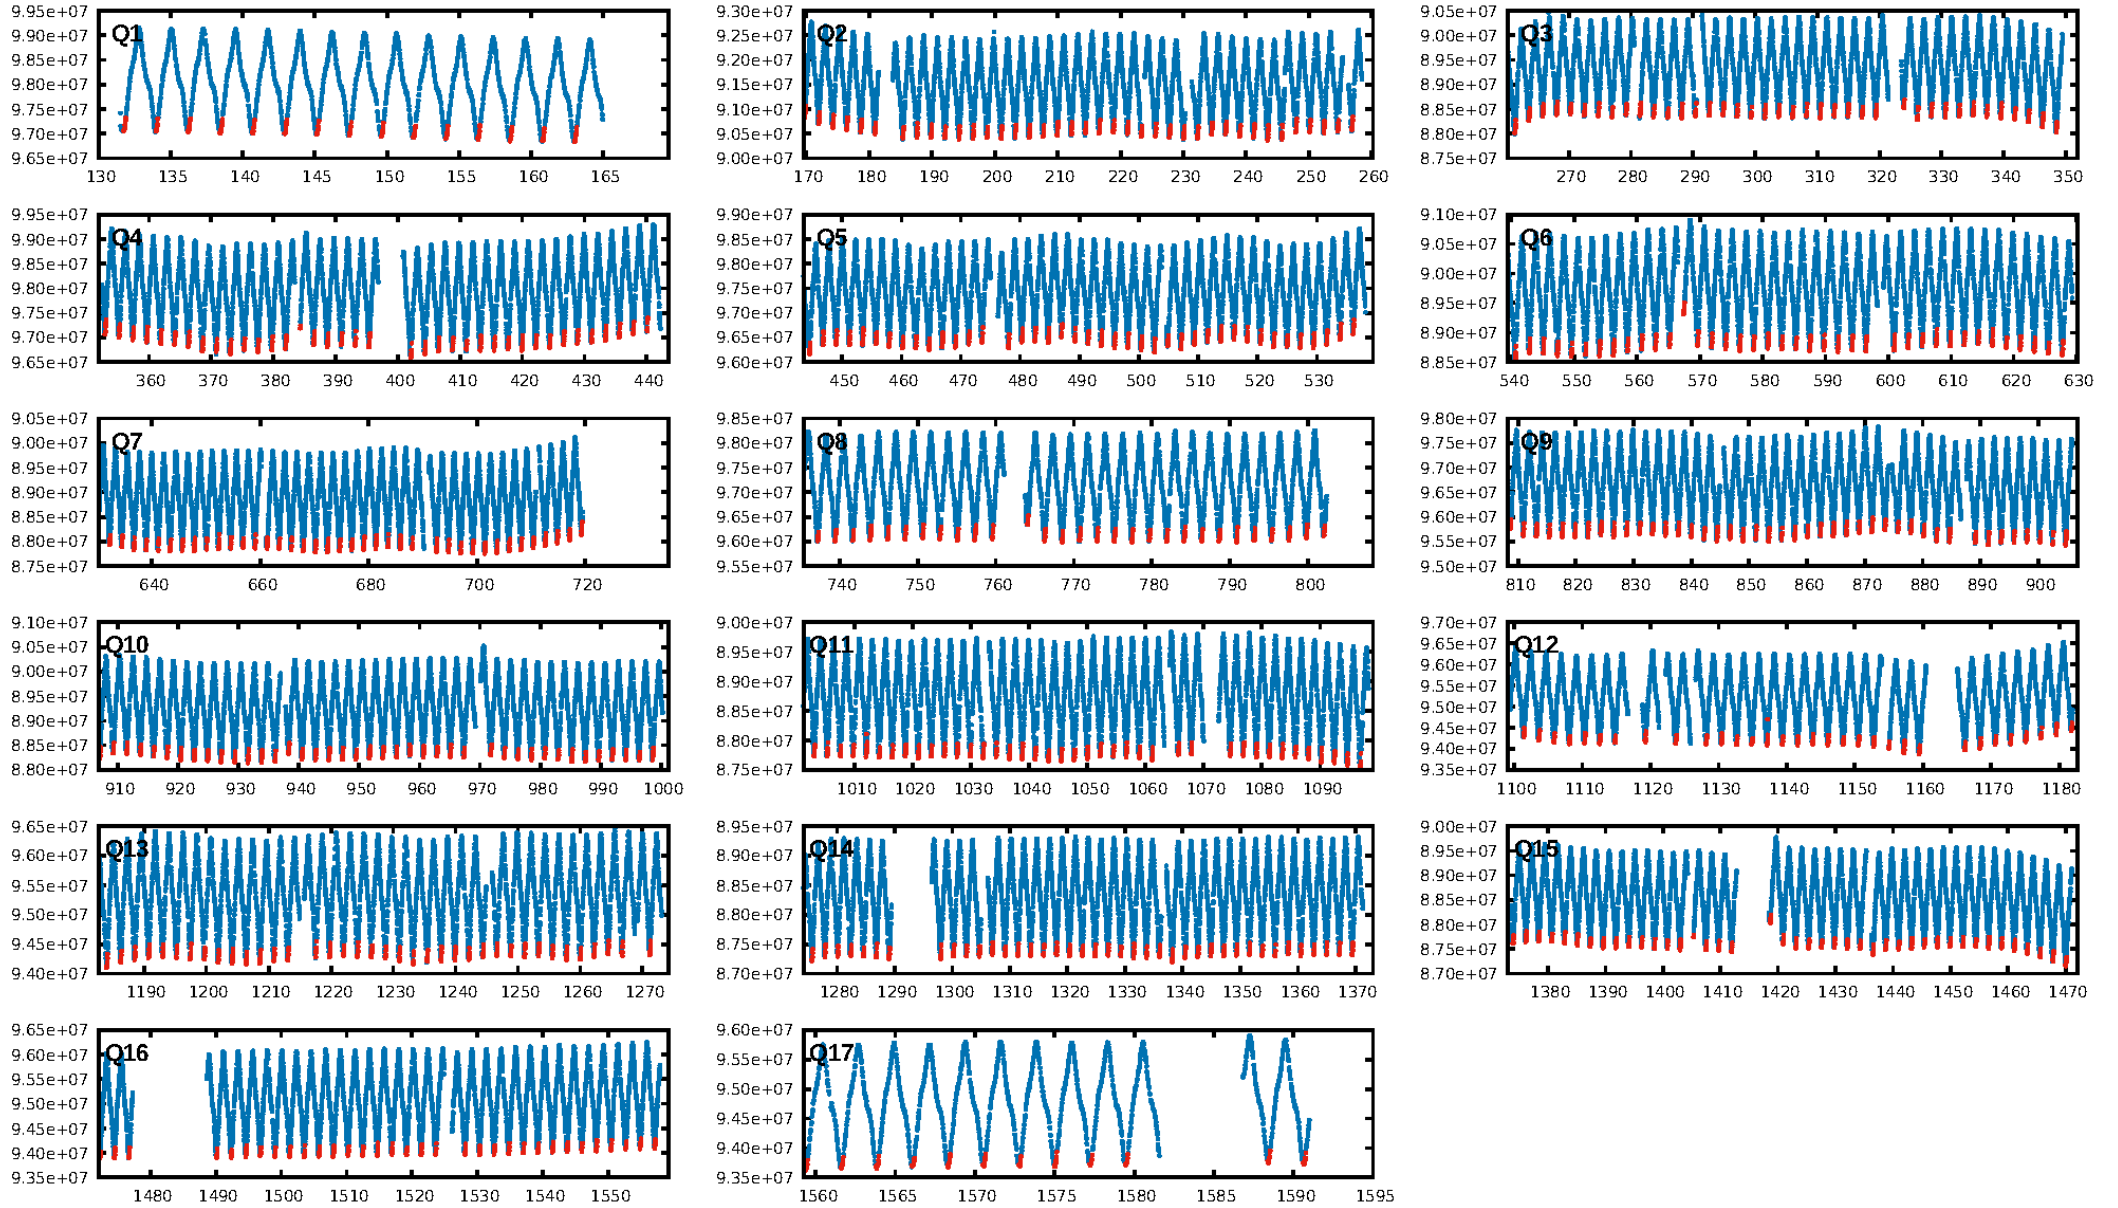 9.95e+07 9.90e+07 9.85e+07 9.80e+07 9.75e+07 9.70e+07 9.65e+07
Q1
130 135 140 145 150 155 160 165
9.30e+07 9.25e+07 9.20e+07 9.15e+07 9.10e+07 9.05e+07 9.00e+07
Q2
170 180 190 200 210 220 230 240 250 260
9.05e+07 9.00e+07 8.95e+07 8.90e+07 8.85e+07 8.80e+07 8.75e+07
Q3
270 280 290 300 310 320 330 340 350
9.95e+07 9.90e+07 9.85e+07 9.80e+07 9.75e+07 9.70e+07 9.65e+07
Q4
360 370 380 390 400 410 420 430 440
9.90e+07 9.85e+07 9.80e+07 9.75e+07 9.70e+07 9.65e+07 9.60e+07
Q5
450 460 470 480 490 500 510 520 530
9.10e+07 9.05e+07 9.00e+07 8.95e+07 8.90e+07 8.85e+07
Q6
540 550 560 570 580 590 600 610 620 630
9.05e+07 9.00e+07 8.95e+07 8.90e+07 8.85e+07 8.80e+07 8.75e+07
Q7
640 660 680 700 720
9.85e+07 9.80e+07 9.75e+07 9.70e+07 9.65e+07 9.60e+07 9.55e+07
Q8
740 750 760 770 780 790 800
9.80e+07 9.75e+07 9.70e+07 9.65e+07 9.60e+07 9.55e+07 9.50e+07
Q9
810 820 830 840 850 860 870 880 890 900
9.10e+07 9.05e+07 9.00e+07 8.95e+07 8.90e+07 8.85e+07 8.80e+07
Q10
910 920 930 940 950 960 970 980 990 1000
9.00e+07 8.95e+07 8.90e+07 8.85e+07 8.80e+07 8.75e+07
Q11
1010 1020 1030 1040 1050 1060 1070 1080 1090
9.70e+07 9.65e+07 9.60e+07 9.55e+07 9.50e+07 9.45e+07 9.40e+07 9.35e+07
Q12
1100 1110 1120 1130 1140 1150 1160 1170 1180
9.65e+07 9.60e+07 9.55e+07 9.50e+07 9.45e+07 9.40e+07
Q13
1190 1200 1210 1220 1230 1240 1250 1260 1270
8.95e+07 8.90e+07 8.85e+07 8.80e+07 8.75e+07 8.70e+07
Q14
1280 1290 1300 1310 1320 1330 1340 1350 1360 1370
9.00e+07 8.95e+07 8.90e+07 8.85e+07 8.80e+07 8.75e+07 8.70e+07
Q15
1380 1390 1400 1410 1420 1430 1440 1450 1460 1470
9.65e+07 9.60e+07 9.55e+07 9.50e+07 9.45e+07 9.40e+07 9.35e+07
Q16
1480 1490 1500 1510 1520 1530 1540 1550
9.60e+07 9.55e+07 9.50e+07 9.45e+07 9.40e+07 9.35e+07
Q17
1560 1565 1570 1575 1580 1585 1590 1595